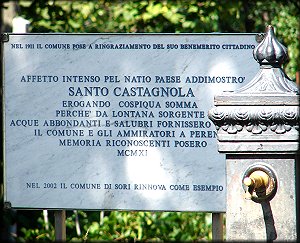 NEL 1911 IL COMUNE POSE A RINGRAZIAMENTO DEL SUO BENEMERITO CITTADINO
AFFETTO INTENSO PEL NATIO PAESE ADDIMOSTRÒ
SANTO CASTAGNOLA
EROGANDO COSPIQUA SOMMA
PERCHÈ DA LONTANA SORGENTE
ACQUE ABBONDANTI E SALUBRI FORNISSERO
IL COMUNE E GLI AMMIRATORI A PEREN
MEMORIA RICONOSCENTI POSERO
MCMXI
NEL 2002 IL COMUNE DI SORI RINNOVA COME ESEMPIO